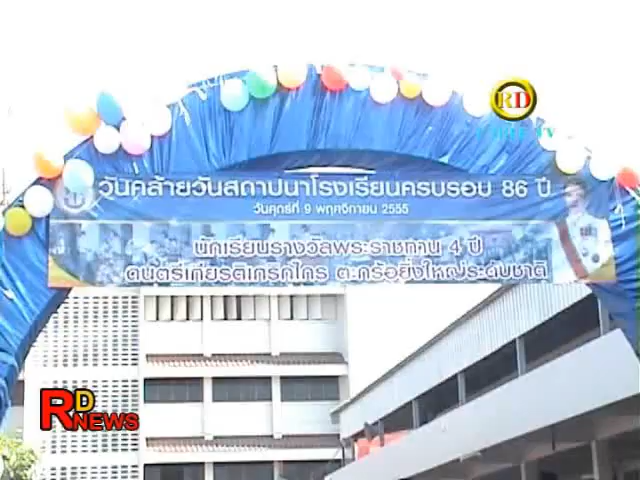 RD
CABLE TV
วันคล้ายวันสถาปนาโรงเรียนครบรอบ 86 ปี
วันศุกร์ที่ 9 พฤศจิกายน 2555
นักเรียนรางวัลพระราชทาน 4 ปี
ดนตรีเกียรติเกริกไกร ตะกร้อยิ่งใหญ่ระดับชาติ
RD
NEWS